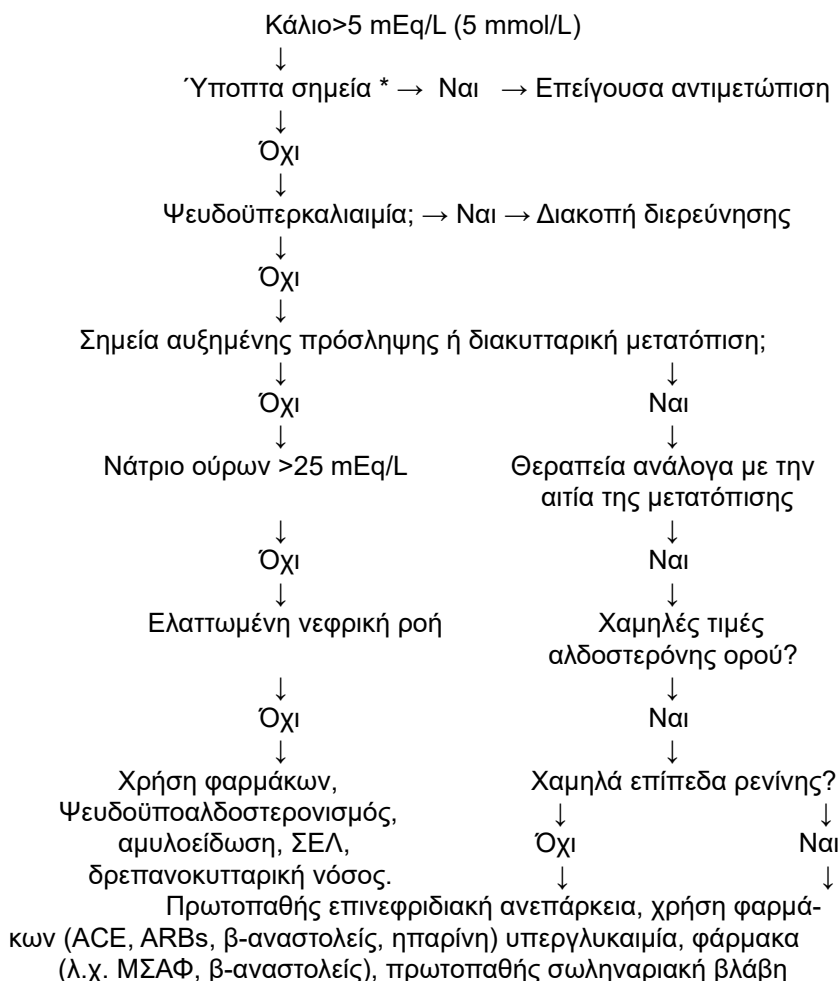 Κάλιο>5 mEq/L (5 mmol/L)
↓
Ύποπτα σημεία * → Ναι → Επείγουσα αντιμετώπιση
↓
Όχι
↓
Ψευδοϋπερκαλιαιμία; → Ναι → Διακοπή διερεύνησης
↓
Όχι
↓
Σημεία αυξημένης πρόσληψης ή διακυτταρική μετατόπιση;
↓ ↓
Όχι Ναι
↓ ↓
Νάτριο ούρων >25 mEq/L Θεραπεία ανάλογα με την
αιτία της μετατόπισης
↓ ↓
Όχι Ναι
↓ ↓
Ελαττωμένη νεφρική ροή Χαμηλές τιμές
αλδοστερόνης ορού?
↓ ↓
Όχι Ναι
↓ ↓
Χρήση φαρμάκων, Χαμηλά επίπεδα ρενίνης?
Ψευδοϋποαλδοστερονισμός, ↓ ↓
αμυλοείδωση, ΣΕΛ, Όχι Ναι
δρεπανοκυτταρική νόσος. ↓ ↓
Πρωτοπαθής επινεφριδιακή ανεπάρκεια, χρήση φαρμά-
κων (ACE, ARBs, β-αναστολείς, ηπαρίνη) υπεργλυκαιμία, φάρμακα
(λ.χ. ΜΣΑΦ, β-αναστολείς), πρωτοπαθής σωληναριακή βλάβη